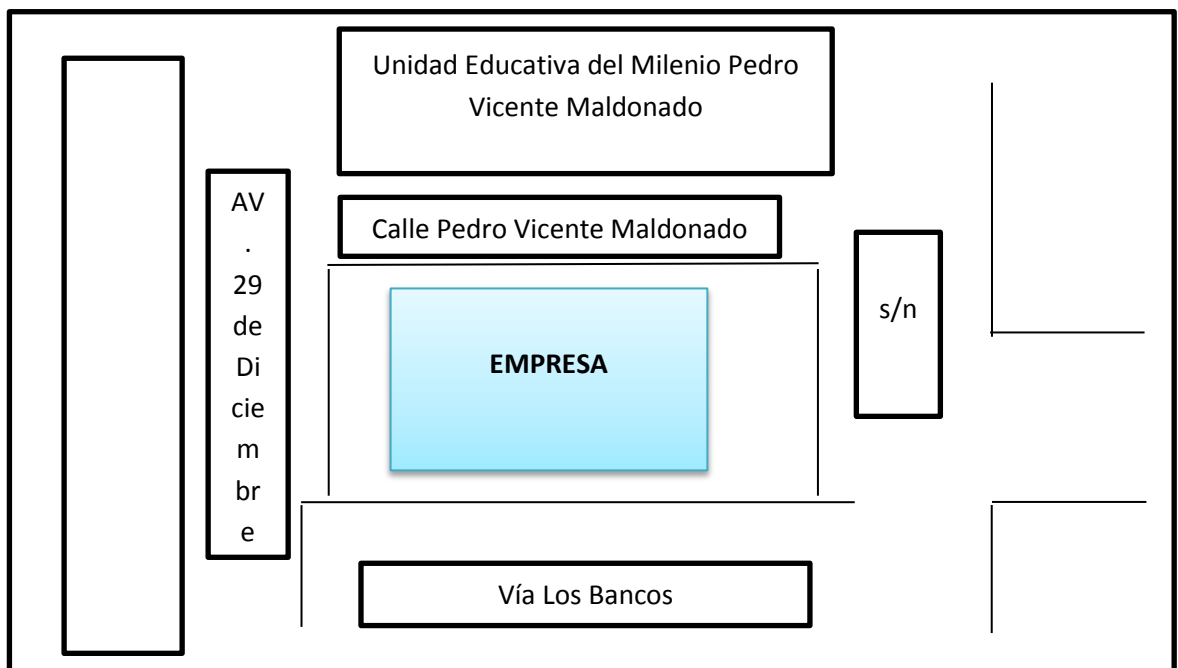 Unidad Educativa del Milenio Pedro
Vicente Maldonado
AV
.
29
de
Di
cie
m
br
e
Calle Pedro Vicente Maldonado
s/n
EMPRESA
Vía Los Bancos